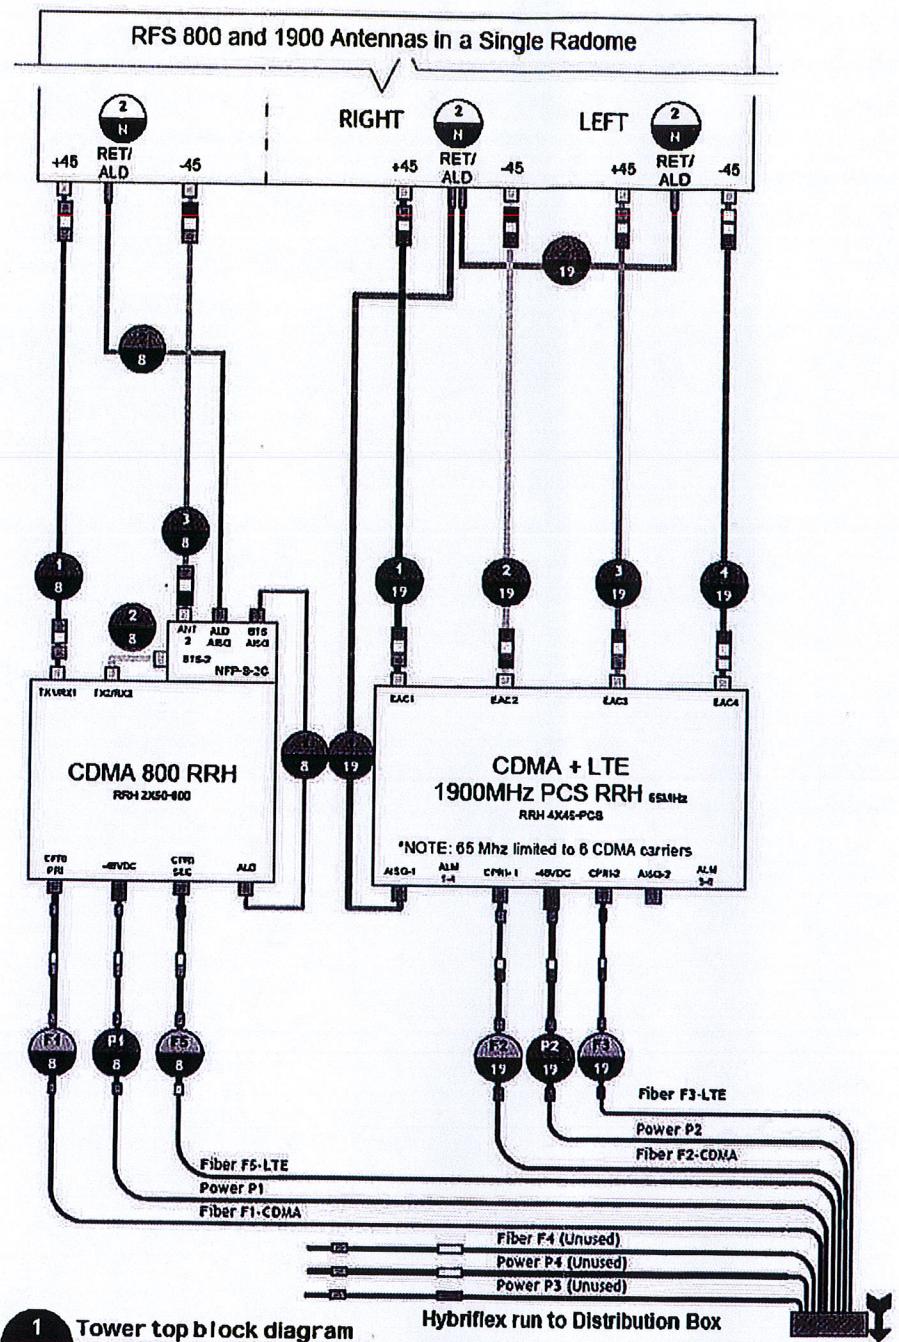 RFS 800 and 1900 Antennas in a Single Radome
RIGHT
LEFT
2
N
RET/
ALD
+45
-45
2
N
RET/
ALD
+45
-45
2
N
RET/
ALD
+45
-45
19
8
3
8
1
8
2
8
1
19
2
19
3
19
4
19
ANT
2
ALD
AISG
BTS
AISG
NFP-8-2C
TX1/RX1
TX2/RX2
EAC1
EAC2
EAC3
EAC4
8
19
CDMA 800 RRH
RRH 2X50-800
CDMA + LTE
1900MHz PCS RRH 65MHz
RRH 4X45-PCS
*NOTE: 65 Mhz limited to 6 CDMA carriers
PRI
-48VDC
SEC
ALD
AISG-1
ALM
CPRI-1
-48VDC
CPRI-2
AISG-2
ALM
F1
8
P1
8
F5
8
F2
19
P2
19
F3
19
Fiber F3-LTE
Power P2
Fiber F2-CDMA
Fiber F5-LTE
Power P1
Fiber F1-CDMA
Fiber F4 (Unused)
Power P4 (Unused)
Power P3 (Unused)
Hybriflex run to Distribution Box
1
Tower top block diagram